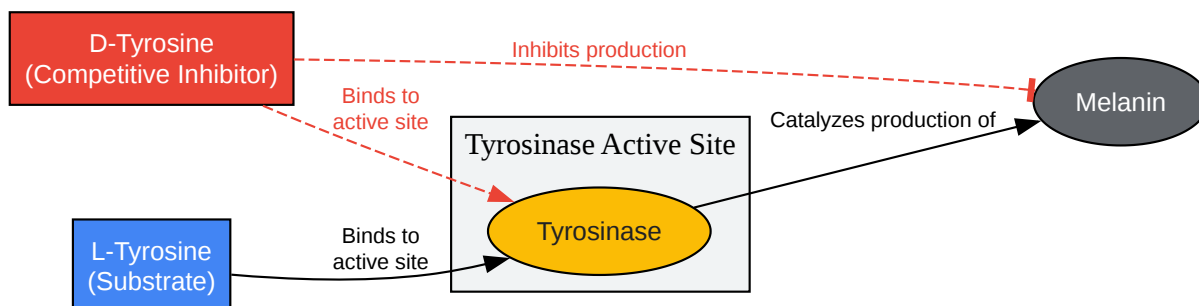 D-Tyrosine
(Competitive Inhibitor)
Inhibits production
Binds to
active site
Melanin
Catalyzes production of
Tyrosinase Active Site
Tyrosinase
L-Tyrosine
(Substrate)
Binds to
active site